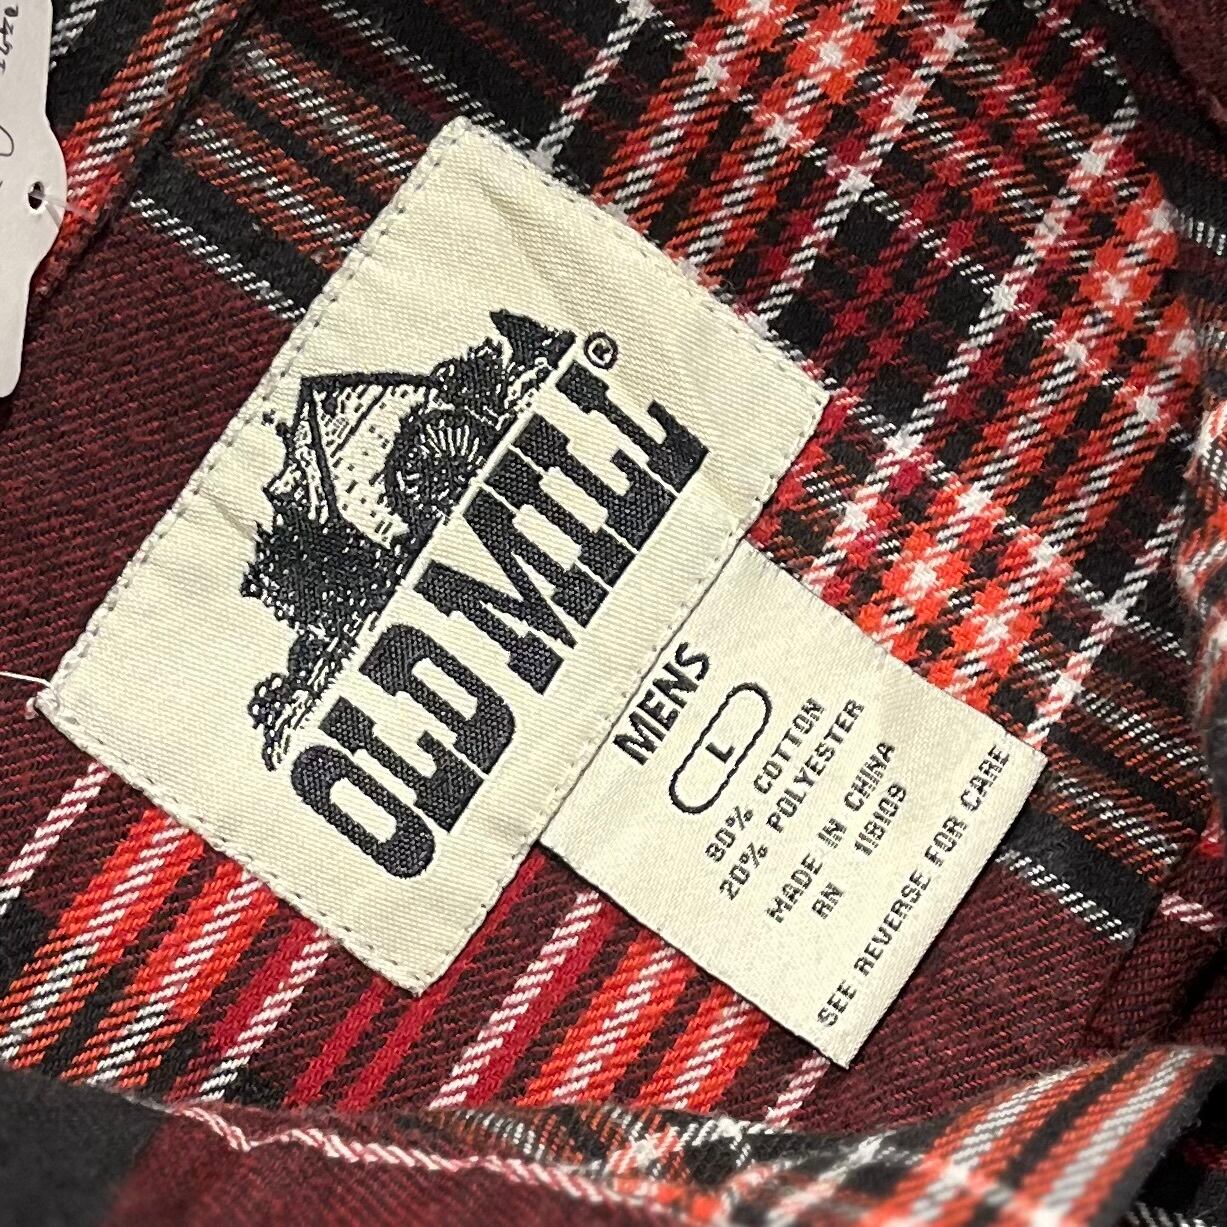 OLD MILL®
MENS
L
80% COTTON
20% POLYESTER
MADE IN CHINA
RN 118109
SEE REVERSE FOR CARE